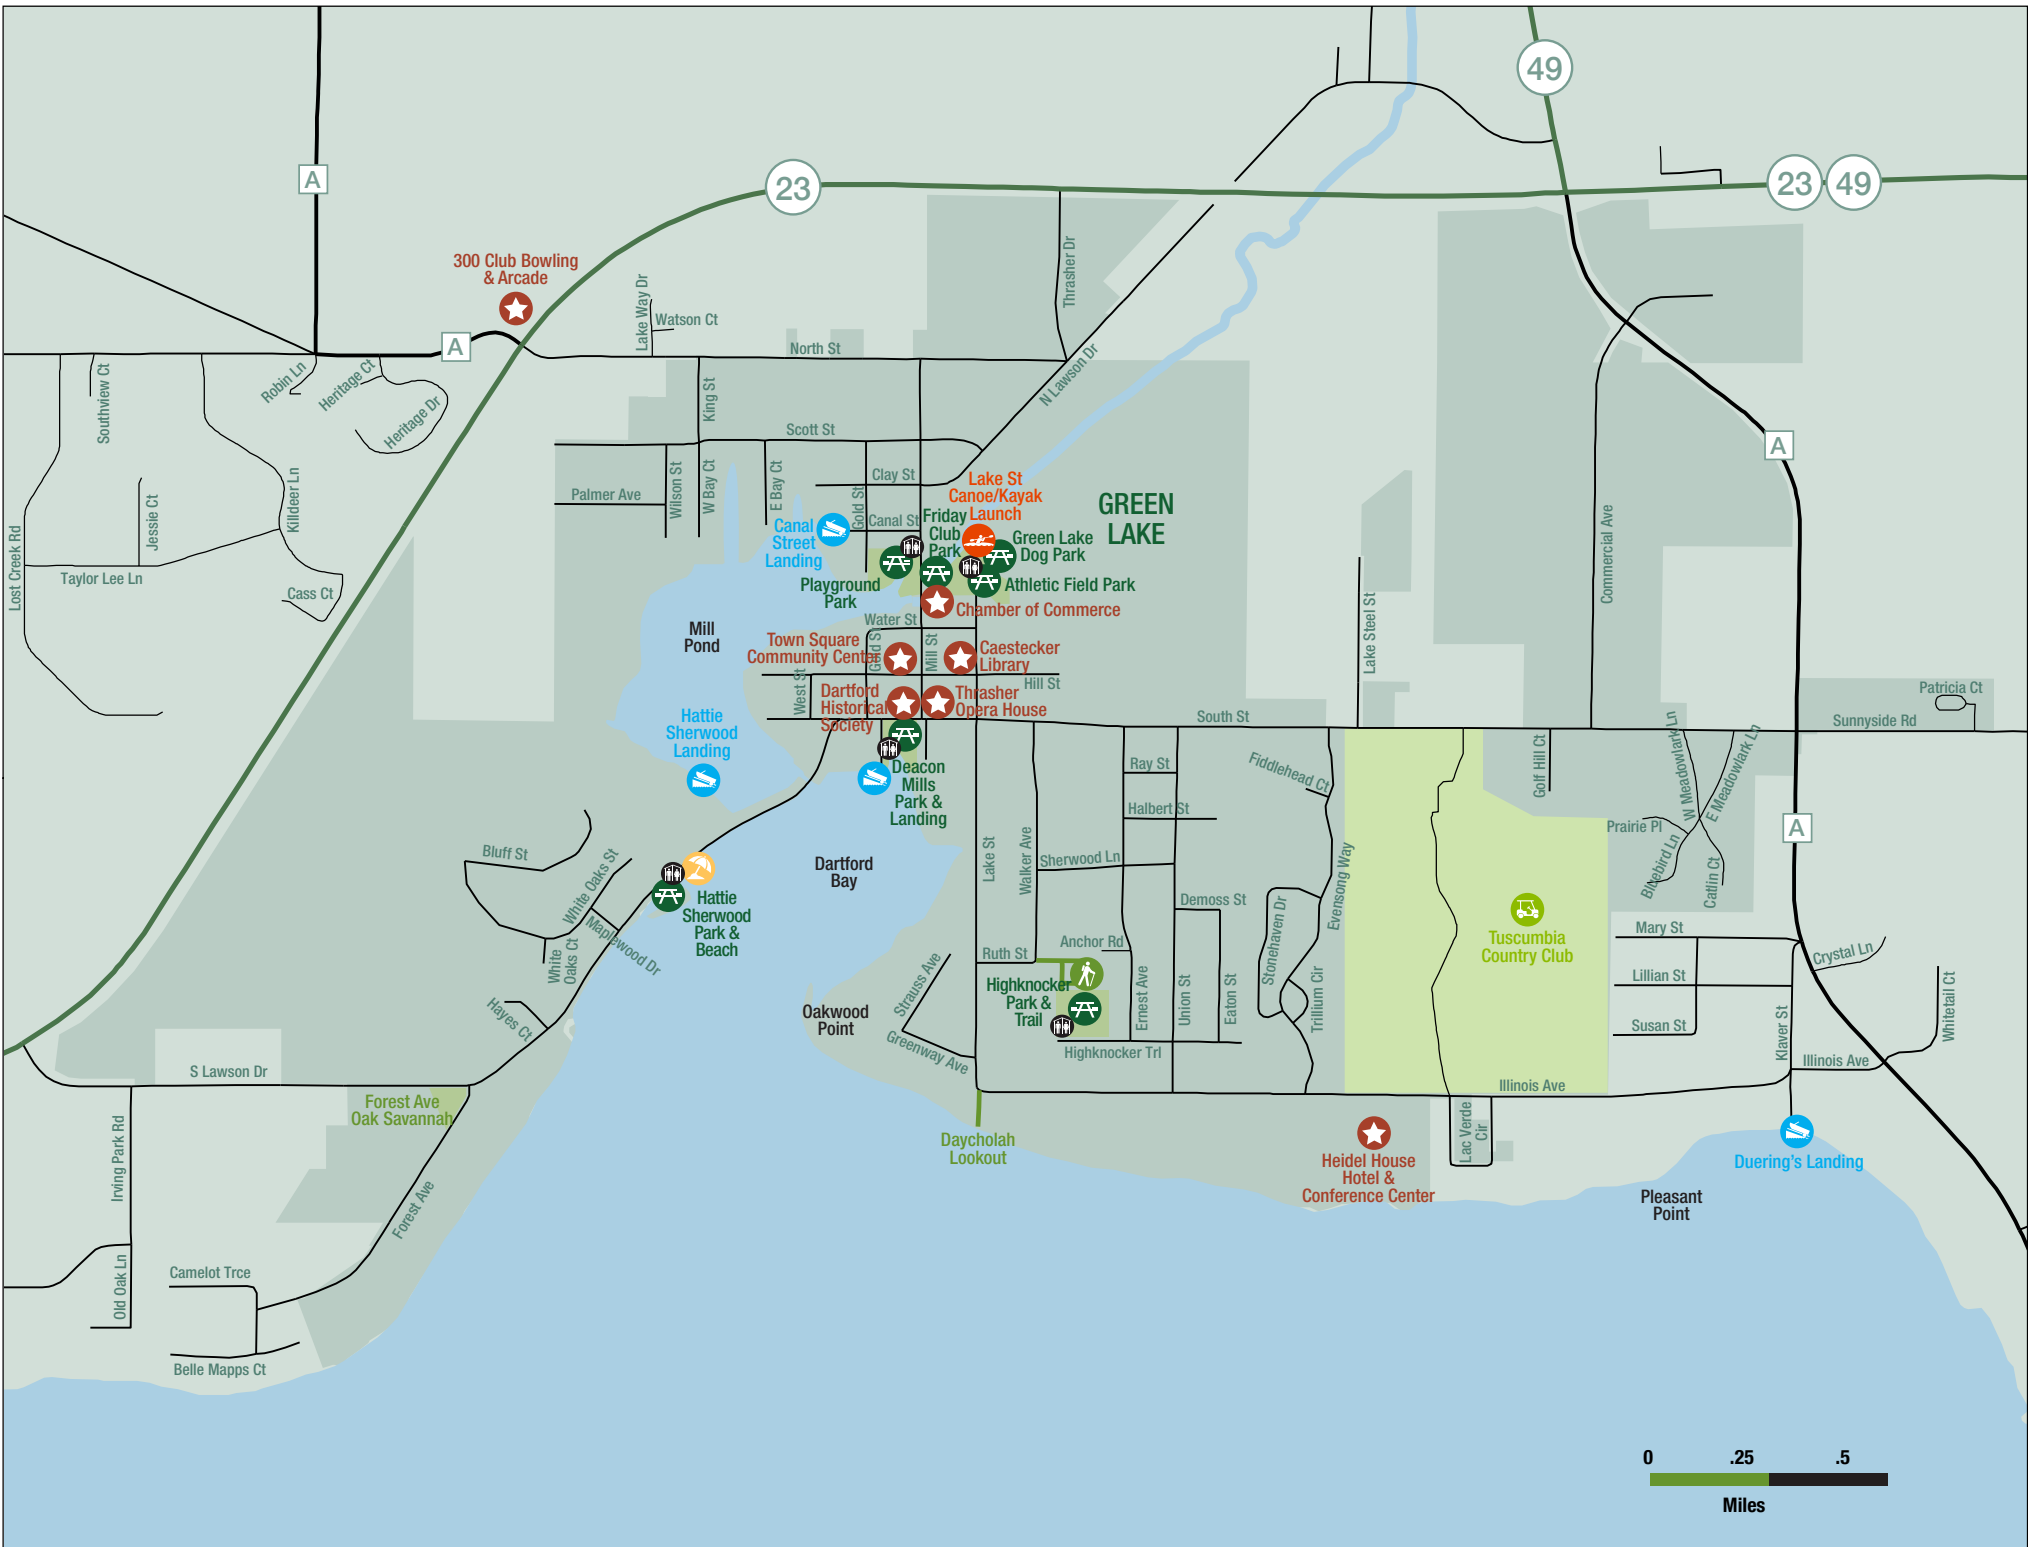 49
A
23
23
49
300 Club Bowling
& Arcade
Thrasher Dr
Lake Way Dr
Watson Ct
A
North St
Southview Ct
Robin Ln
Heritage Ct
Heritage Dr
King St
N Lawson Dr
Scott St
A
Clay St
Palmer Ave
Wilson St
W Bay Ct
E Bay Ct
Gold St
Lake St
Canoe/Kayak
Launch
GREEN
LAKE
Killdeer Ln
Jessie Ct
Lost Creek Rd
Taylor Lee Ln
Cass Ct
Canal
Street
Landing
Canal St
Friday
Club
Park
Green Lake
Dog Park
Playground
Park
Athletic Field Park
Chamber of Commerce
Commercial Ave
Lake Steel St
Mill
Pond
Water St
Town Square
Community Center
Gold St
Mill St
Caestecker
Library
Hill St
West St
Dartford
Historical
Society
Thrasher
Opera House
South St
Patricia Ct
Sunnyside Rd
Hattie
Sherwood
Landing
Deacon
Mills
Park &
Landing
Ray St
Halbert St
Fiddlehead Ct
Golf Hill Ct
W Meadowlark Ln
E Meadowlark Ln
Prairie Pl
Bluebird Ln
Catlin Ct
A
Bluff St
White Oaks St
Maplewood Dr
White
Oaks Ct
Hattie
Sherwood
Park &
Beach
Dartford
Bay
Lake St
Walker Ave
Sherwood Ln
Demoss St
Evensong Way
Stonehaven Dr
Tuscumbia
Country Club
Mary St
Crystal Ln
Lillian St
Susan St
Klaver St
Whitetail Ct
Hayes Ct
Oakwood
Point
Strauss Ave
Greenway Ave
Ruth St
Anchor Rd
Highknocker
Park &
Trail
Ernest Ave
Union St
Eaton St
Trillium Cir
Highknocker Trl
Illinois Ave
Illinois Ave
S Lawson Dr
Forest Ave
Oak Savannah
Irving Park Rd
Forest Ave
Daycholah
Lookout
Heidel House
Hotel &
Conference Center
Lac Verde
Cir
Duering's Landing
Pleasant
Point
Old Oak Ln
Camelot Trce
Belle Mapps Ct
0 .25 .5
Miles